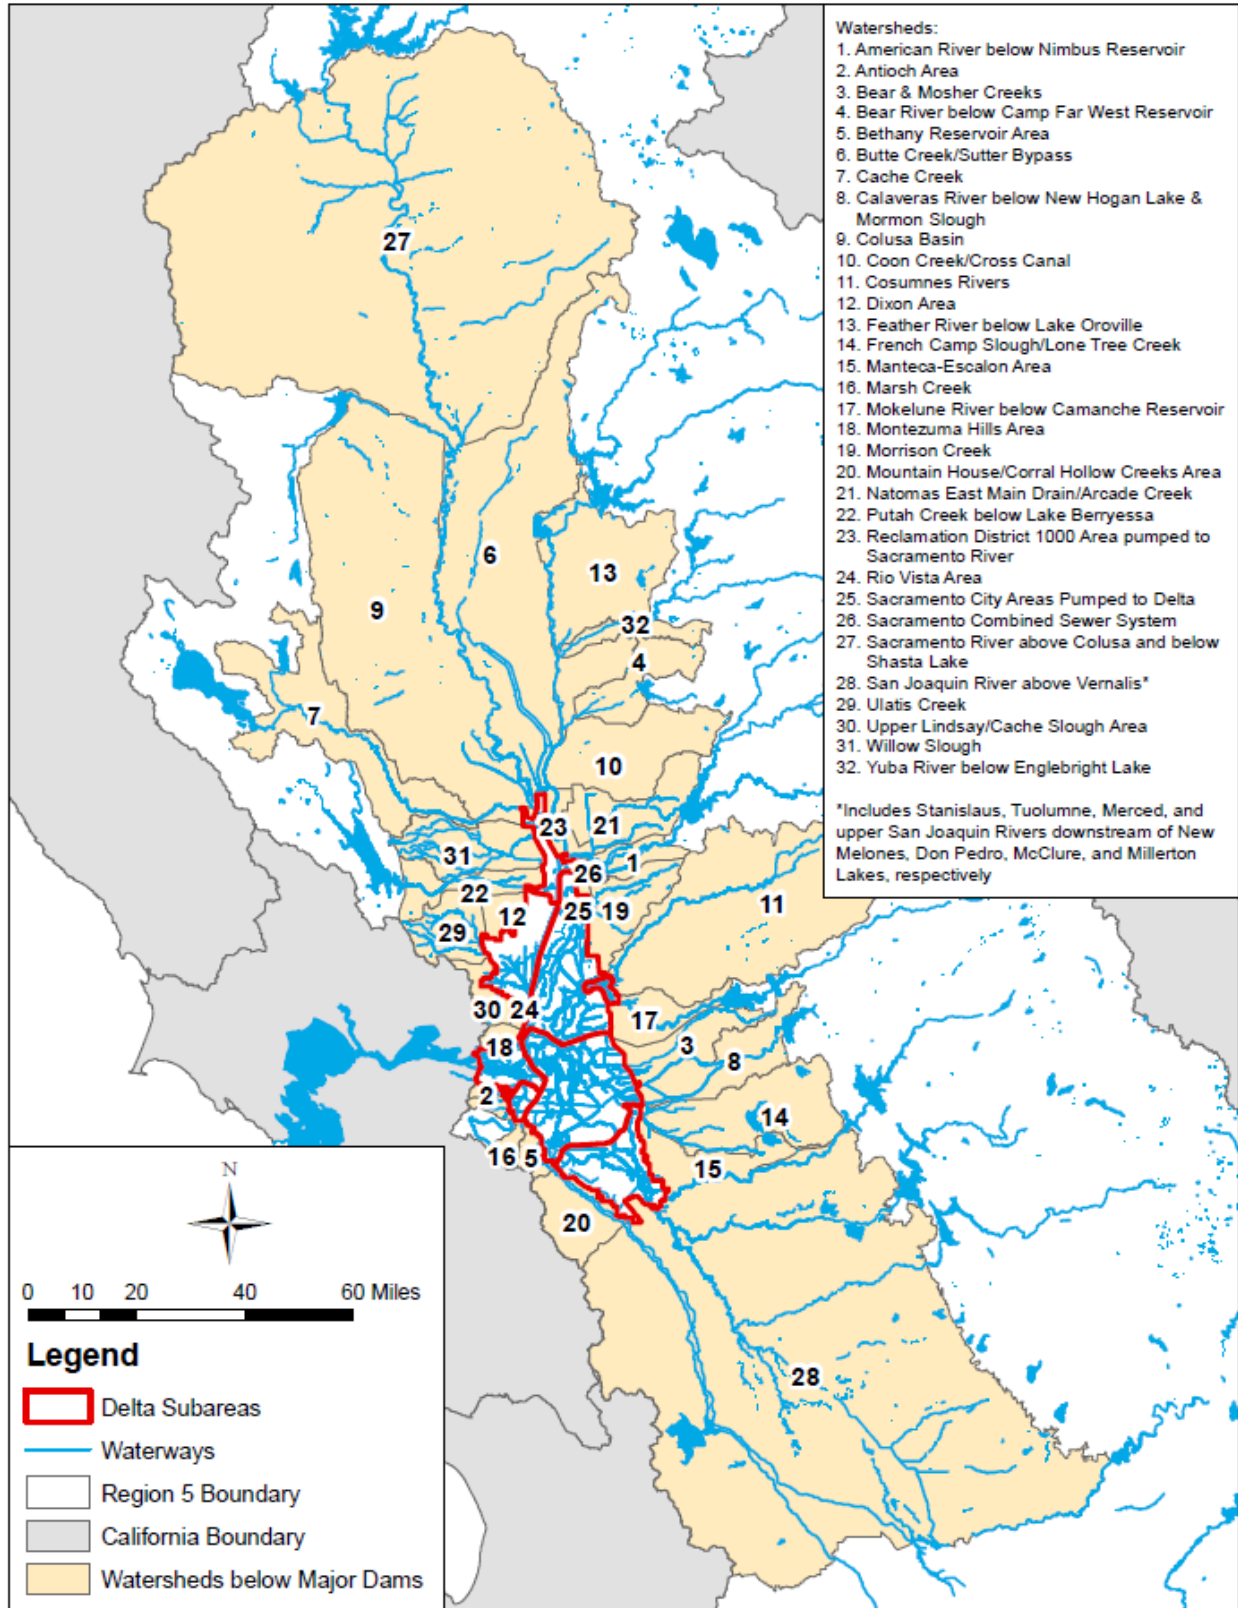 Watersheds:
1. American River below Nimbus Reservoir
2. Antioch Area
3. Bear & Mosher Creeks
4. Bear River below Camp Far West Reservoir
5. Bethany Reservoir Area
6. Butte Creek/Sutter Bypass
7. Cache Creek
8. Calaveras River below New Hogan Lake &
Mormon Slough
9. Colusa Basin
10. Coon Creek/Cross Canal
11. Cosumnes Rivers
12. Dixon Area
13. Feather River below Lake Oroville
14. French Camp Slough/Lone Tree Creek
15. Manteca-Escalon Area
16. Marsh Creek
17. Mokelune River below Camanche Reservoir
18. Montezuma Hills Area
19. Morrison Creek
20. Mountain House/Corral Hollow Creeks Area
21. Natomas East Main Drain/Arcade Creek
22. Putah Creek below Lake Berryessa
23. Reclamation District 1000 Area pumped to
Sacramento River
24. Rio Vista Area
25. Sacramento City Areas Pumped to Delta
26. Sacramento Combined Sewer System
27. Sacramento River above Colusa and below
Shasta Lake
28. San Joaquin River above Vernalis*
29. Ulatis Creek
30. Upper Lindsay/Cache Slough Area
31. Willow Slough
32. Yuba River below Englebright Lake
*Includes Stanislaus, Tuolumne, Merced, and
upper San Joaquin Rivers downstream of New
Melones, Don Pedro, McClure, and Millerton
Lakes, respectively
27
6
13
9
32
4
7
10
23
21
31
1
26
22
12
25
19
11
29
30
24
17
18
3
8
2
14
16
5
15
20
28
N
0 10 20 60 Miles
40
Legend
Delta Subareas
Waterways
Region 5 Boundary
California Boundary
Watersheds below Major Dams